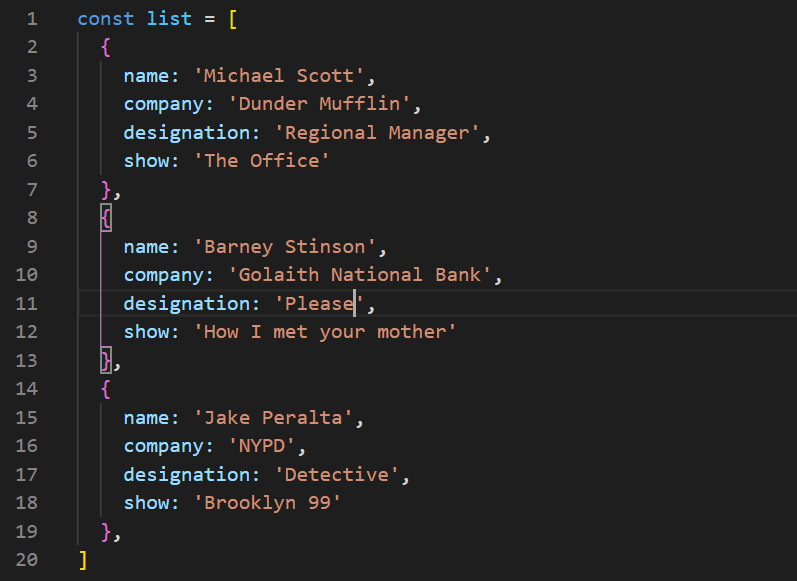 1 const list = [
2 {
3 name: 'Michael Scott',
4 company: 'Dunder Mufflin',
5 designation: 'Regional Manager',
6 show: 'The Office'
7 },
8 {
9 name: 'Barney Stinson',
10 company: 'Golaith National Bank',
11 designation: 'Please',
12 show: 'How I met your mother'
13 },
14 {
15 name: 'Jake Peralta',
16 company: 'NYPD',
17 designation: 'Detective',
18 show: 'Brooklyn 99'
19 },
20 ]